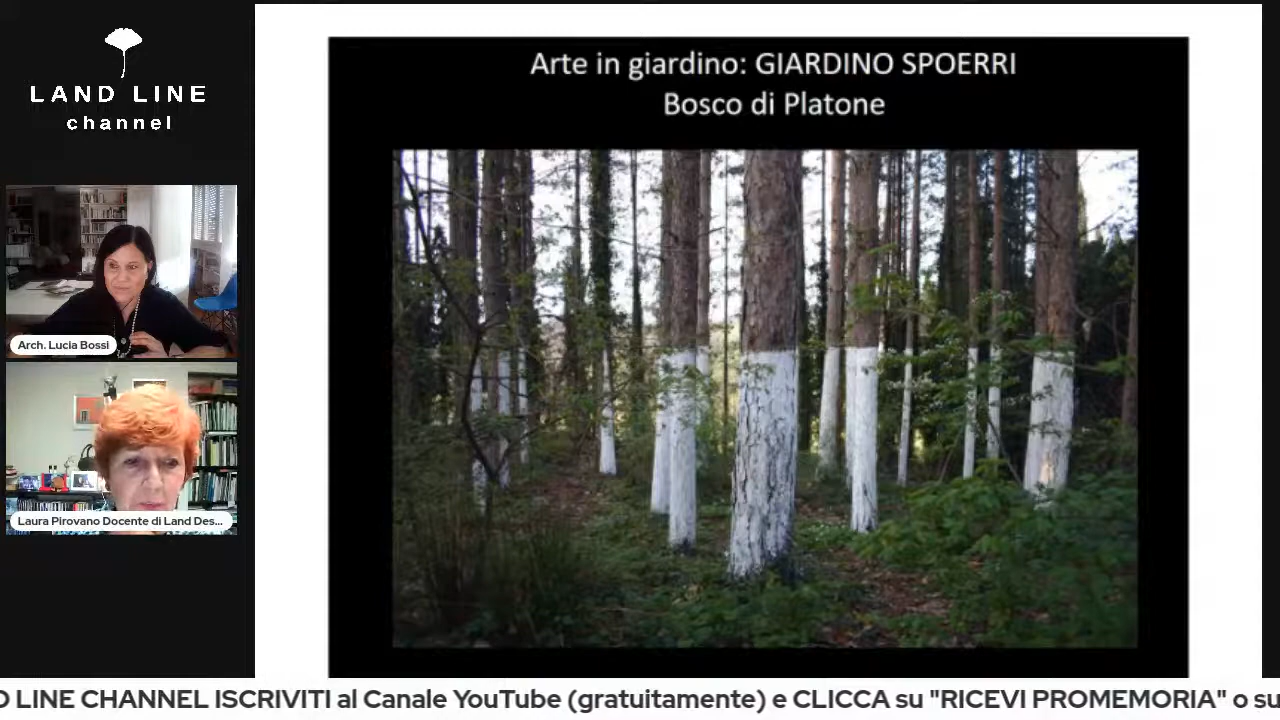 LAND LINE
channel
Arte in giardino: GIARDINO SPOERRI
Bosco di Platone
Arch. Lucia Bossi
Laura Pirovano Docente di Land Des...
D LINE CHANNEL ISCRIVITI al Canale YouTube (gratuitamente) e CLICCA su "RICEVI PROMEMORIA" o su